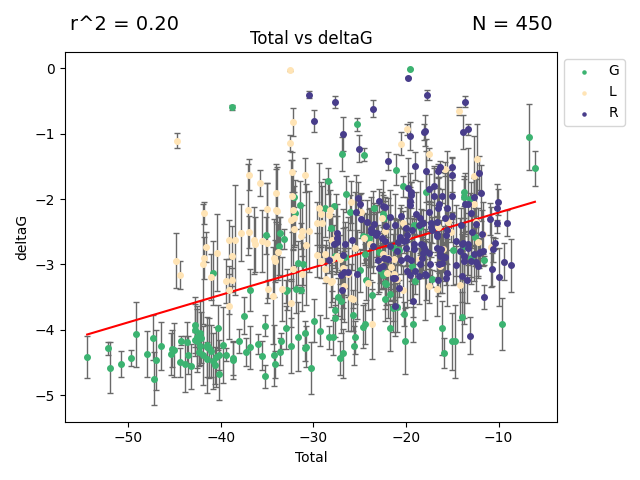 r^2 = 0.20
N = 450
Total vs deltaG
G
L
R
deltaG
0
−1
−2
−3
−4
−5
−50
−40
−30
−20
−10
Total